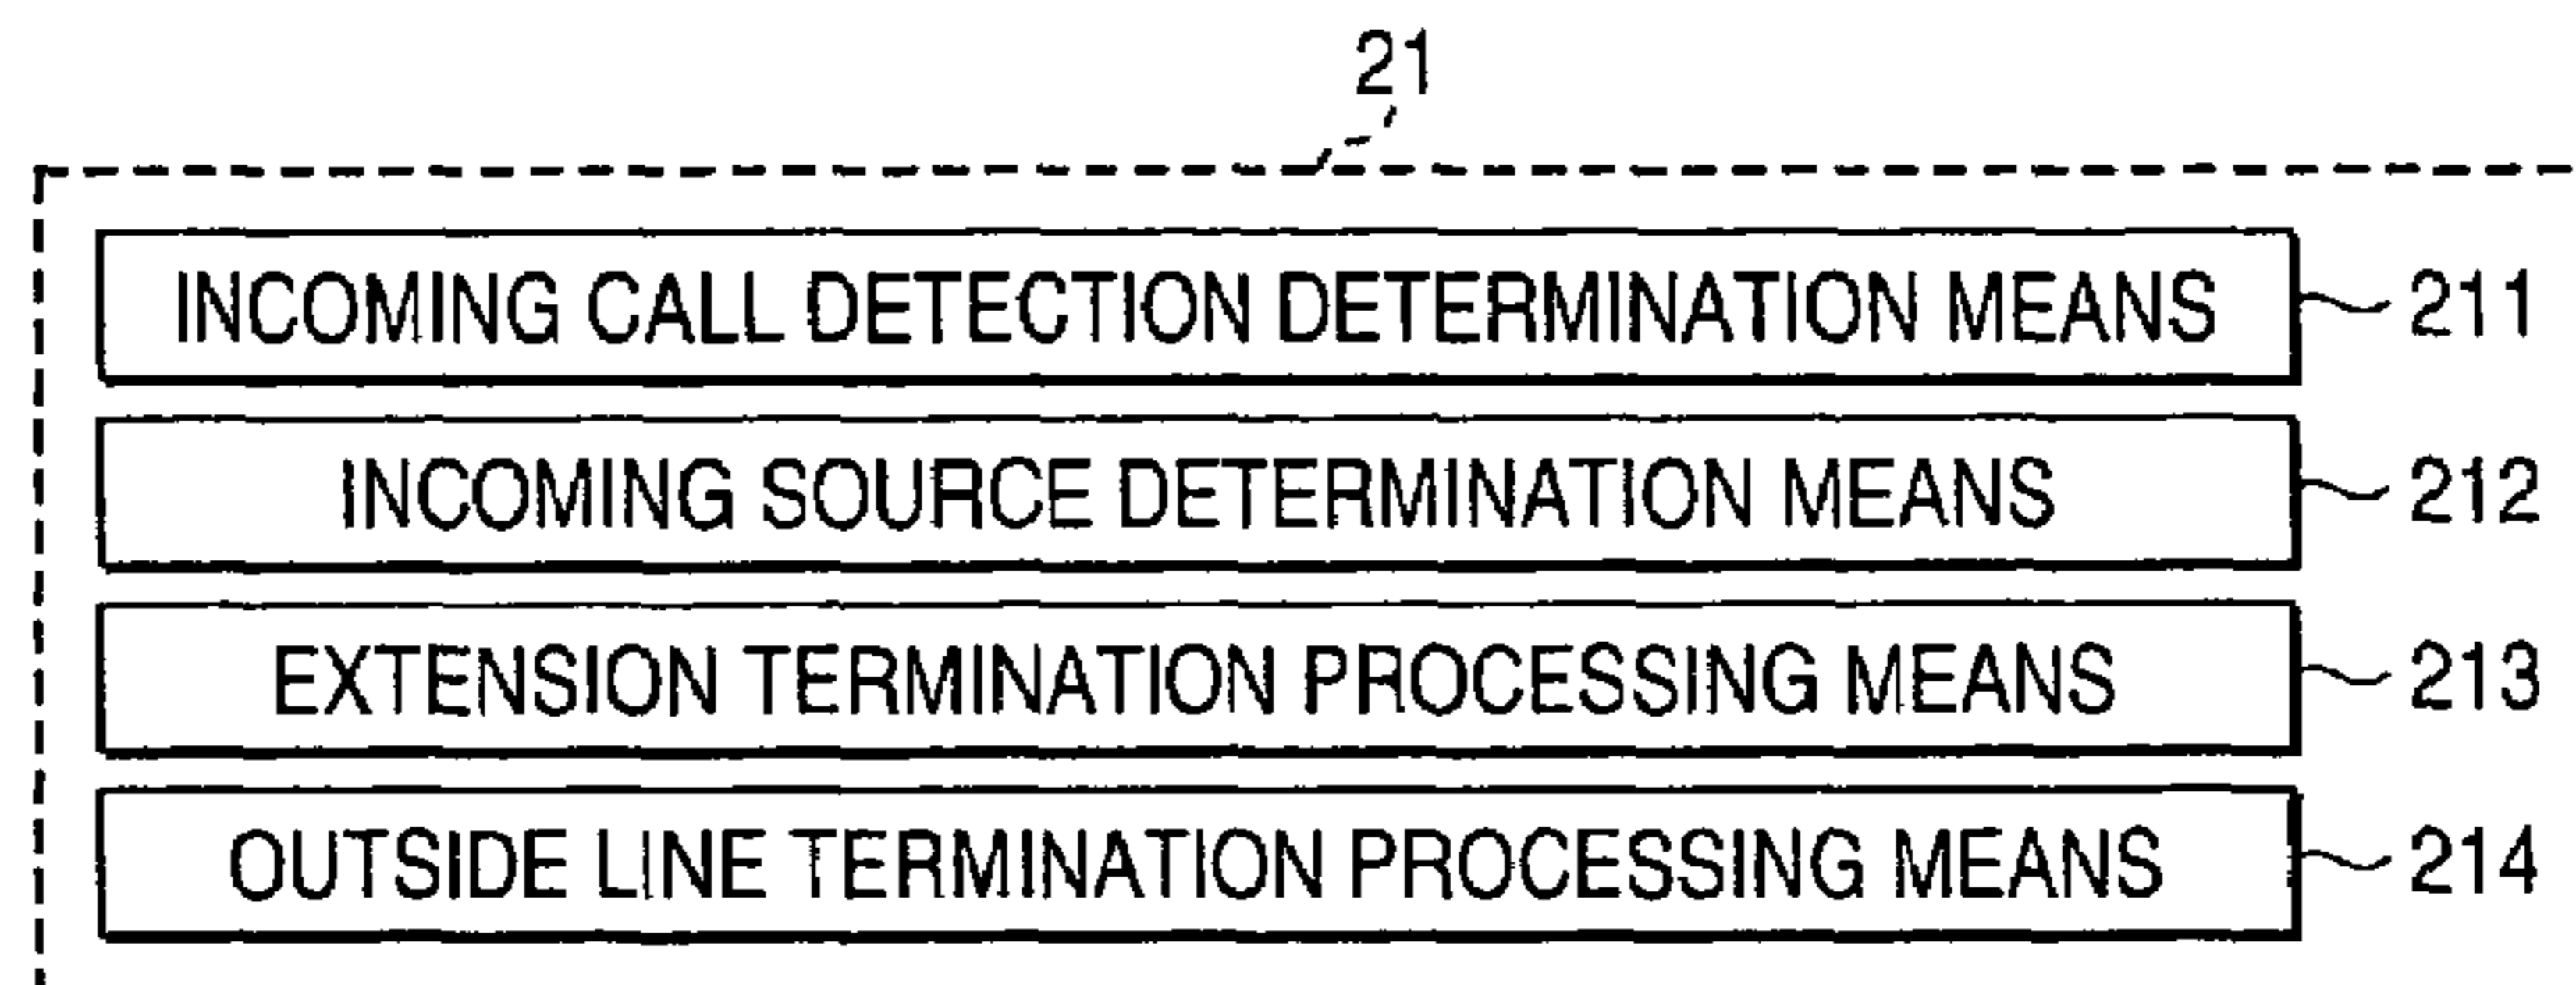 21
INCOMING CALL DETECTION DETERMINATION MEANS 211
INCOMING SOURCE DETERMINATION MEANS 212
EXTENSION TERMINATION PROCESSING MEANS 213
OUTSIDE LINE TERMINATION PROCESSING MEANS 214